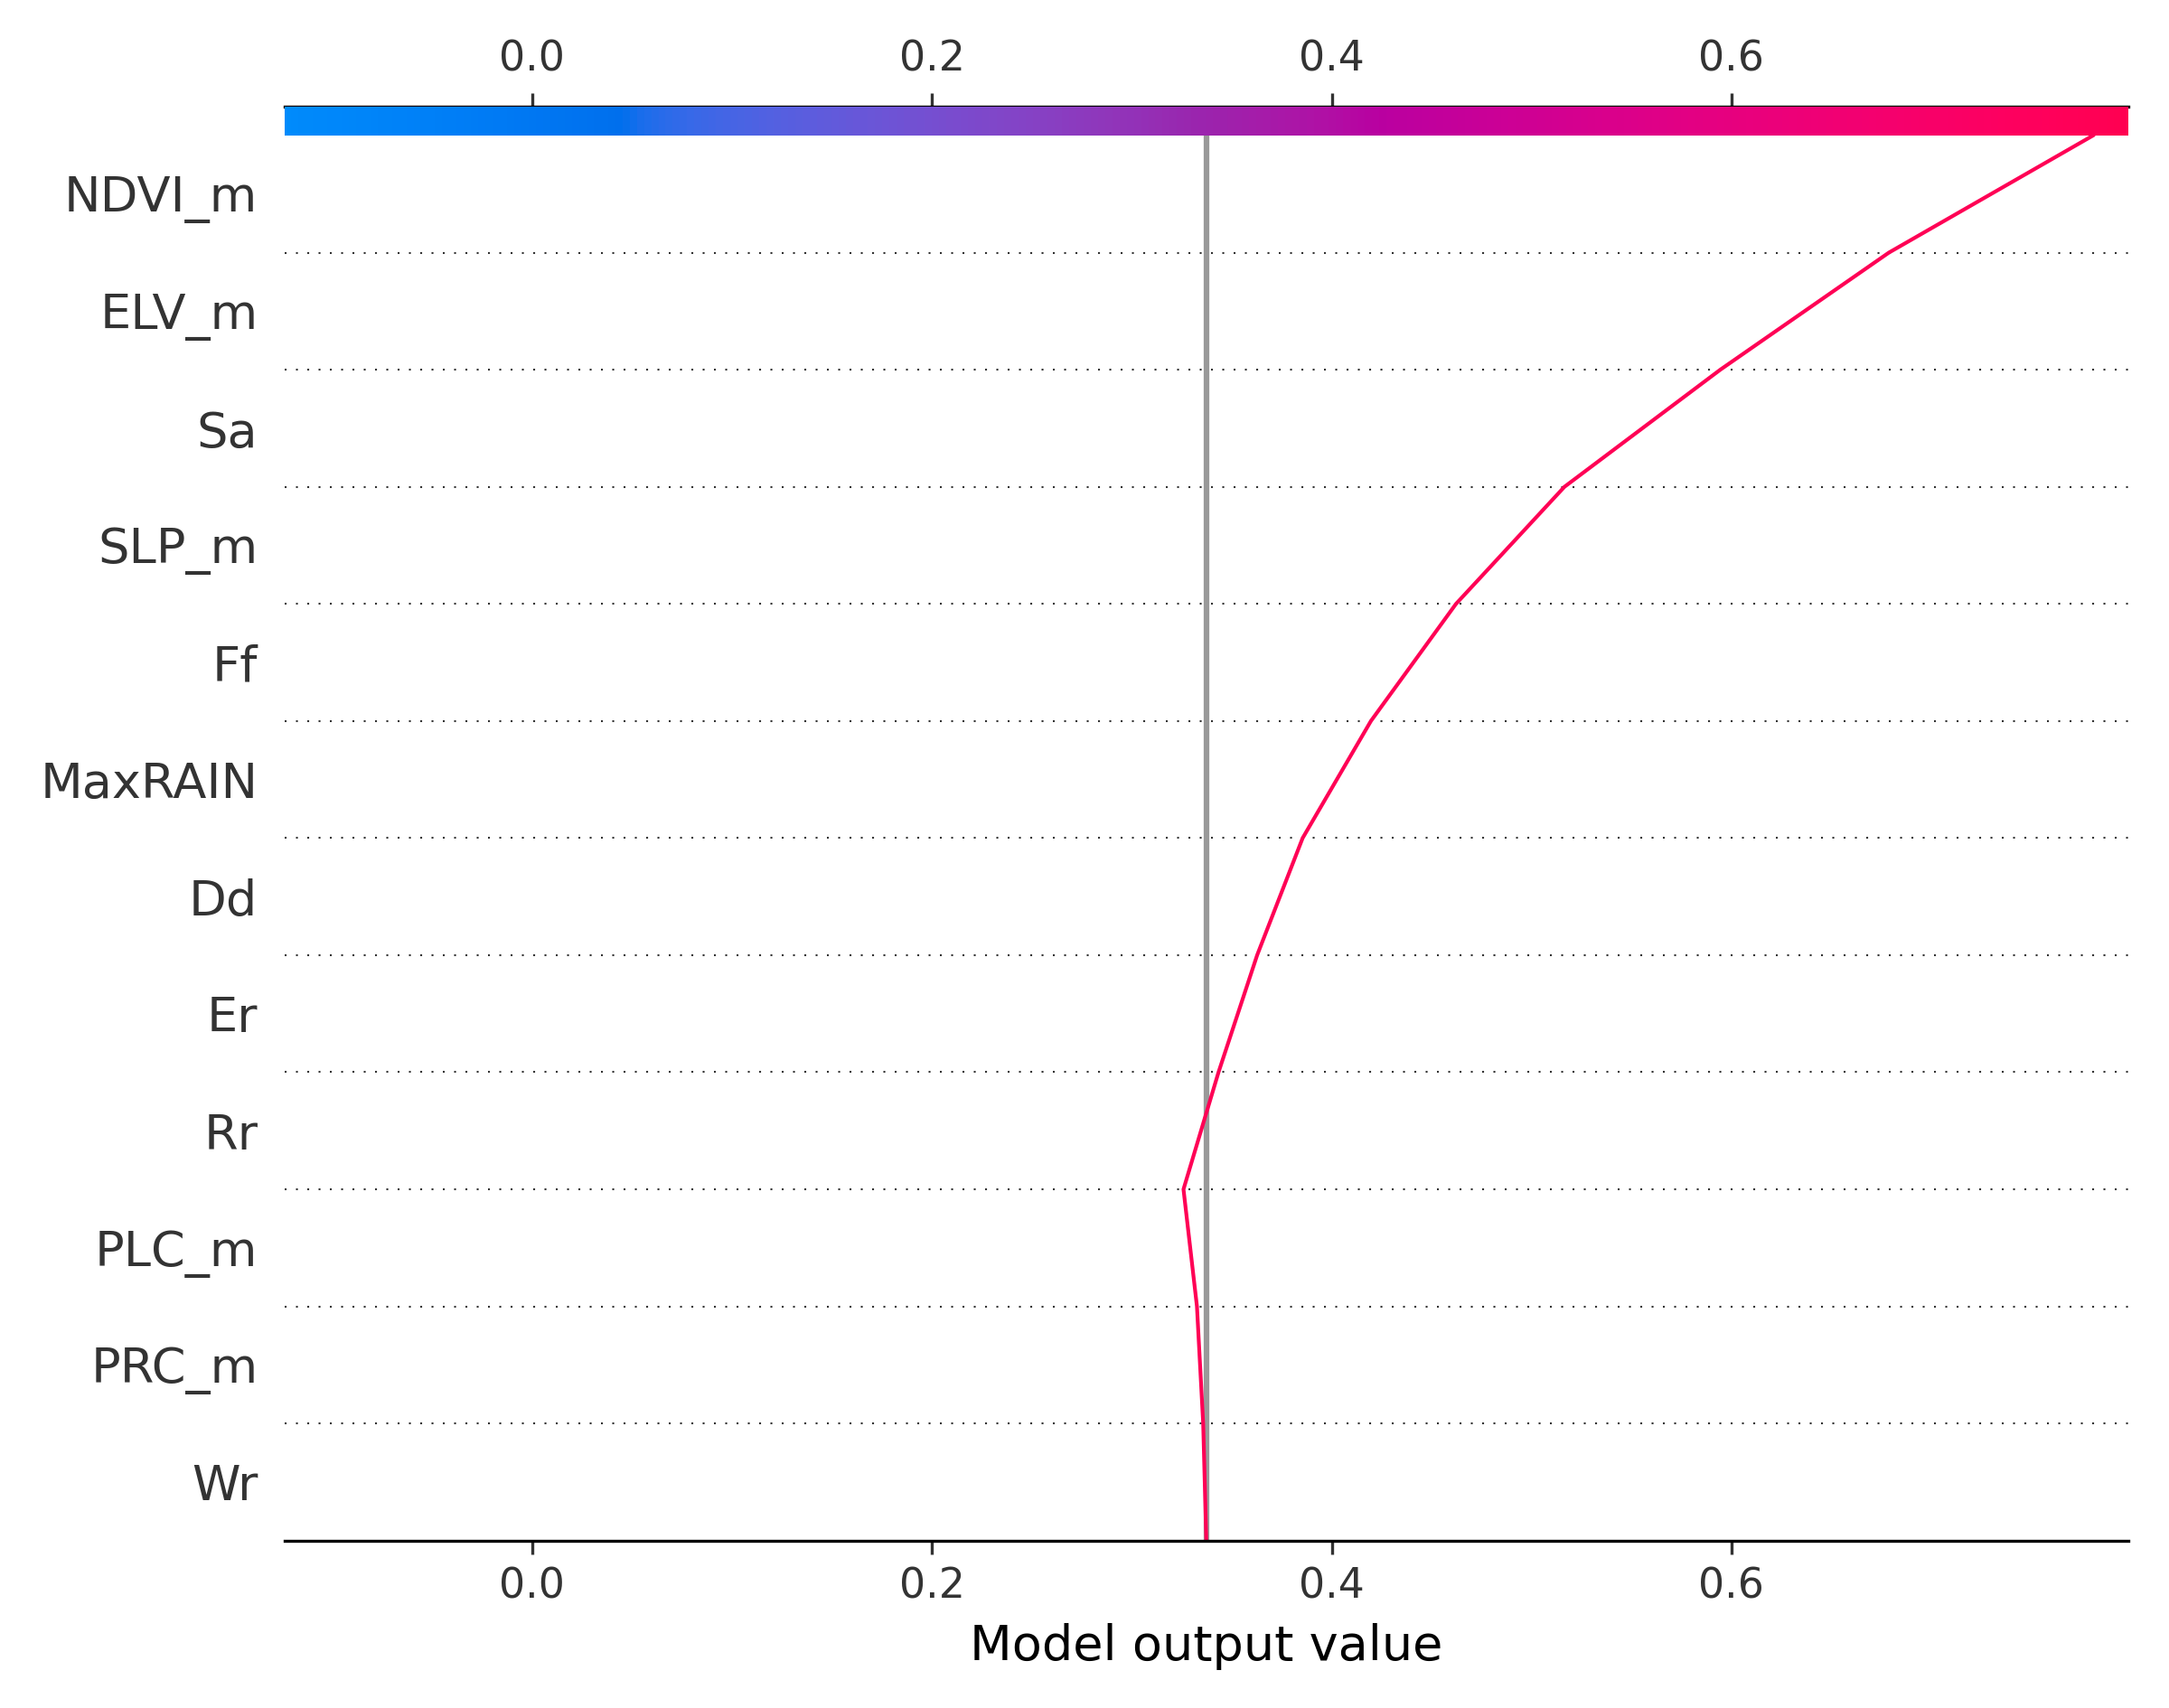 0.0 0.2 0.4 0.6
NDVI_m
ELV_m
Sa
SLP_m
Ff
MaxRAIN
Dd
Er
Rr
PLC_m
PRC_m
Wr
0.0 0.2 0.4 0.6
Model output value